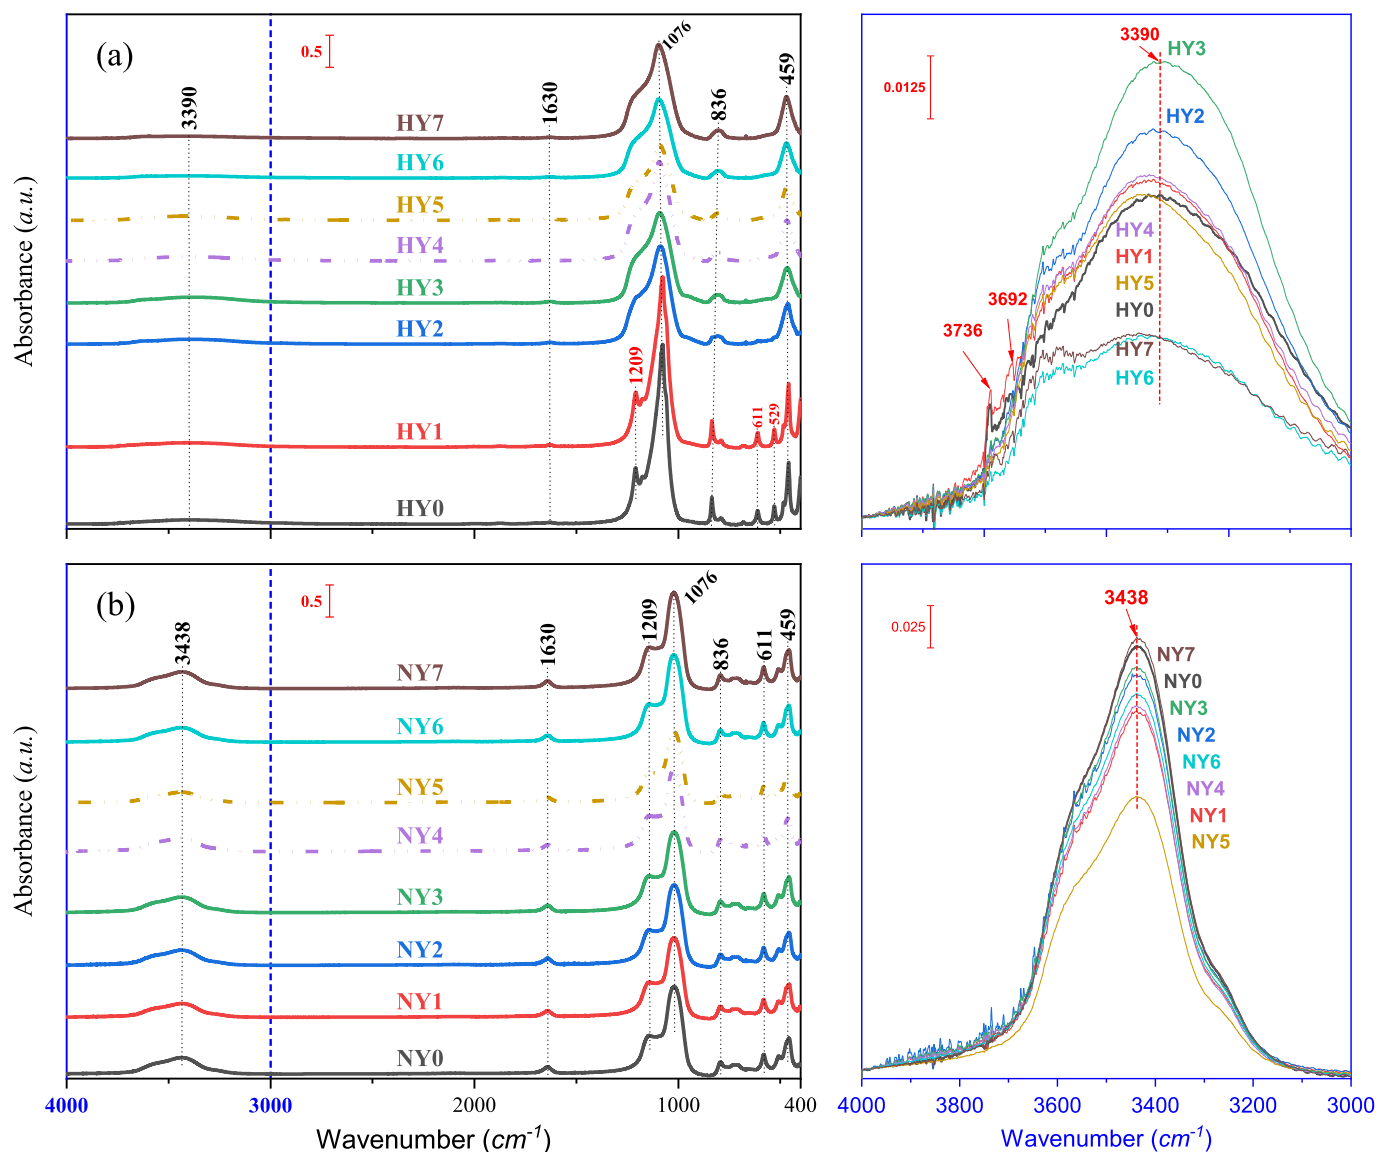 (a)
0.5
3390
1630
1076
836
459
HY7
HY6
HY5
HY4
HY3
HY2
1209
611
529
HY1
HY0
Absorbance (a.u.)
3390
HY3
0.0125
HY2
HY4
HY1
HY5
HY0
3692
3736
HY7
HY6
(b)
0.5
3438
1630
1209
1076
836
611
459
NY7
NY6
NY5
NY4
NY3
NY2
NY1
NY0
Absorbance (a.u.)
4000 3000 2000 1000 400
Wavenumber (cm-1)
3438
0.025
NY7
NY0
NY3
NY2
NY6
NY4
NY1
NY5
4000 3800 3600 3400 3200 3000
Wavenumber (cm-1)